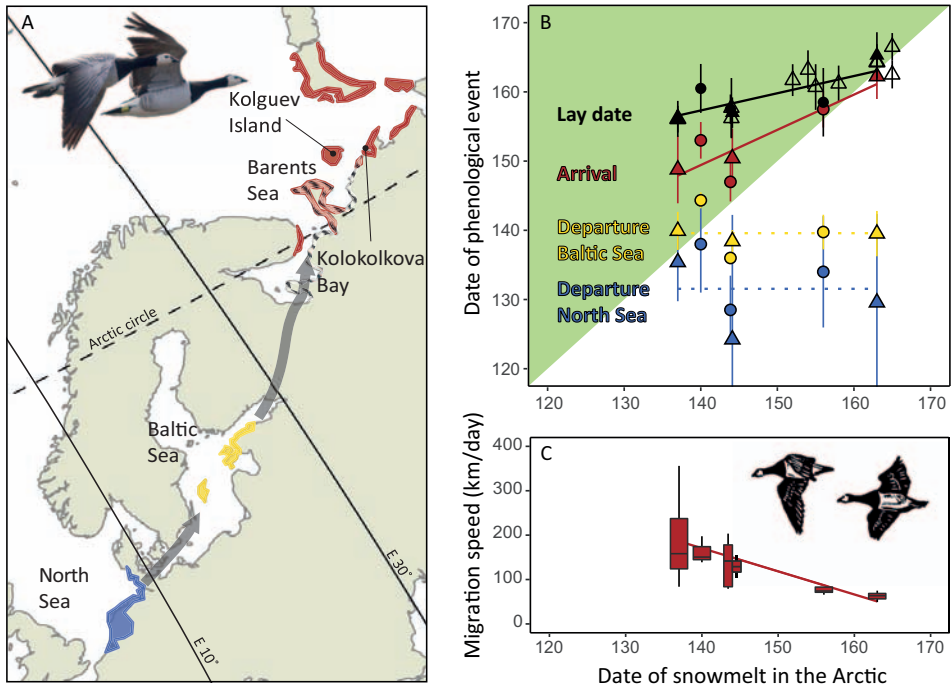 A
Kolguev
Island
Barents
Sea
Kolokolkova
Bay
Arctic circle
Baltic
Sea
North
Sea
E 10°
E 30°
B
Date of phenological event
170
160
150
140
130
120
Lay date
Arrival
Departure
Baltic Sea
Departure
North Sea
120
130
140
150
160
170
C
Migration speed (km/day)
400
300
200
100
0
120
130
140
150
160
170
Date of snowmelt in the Arctic